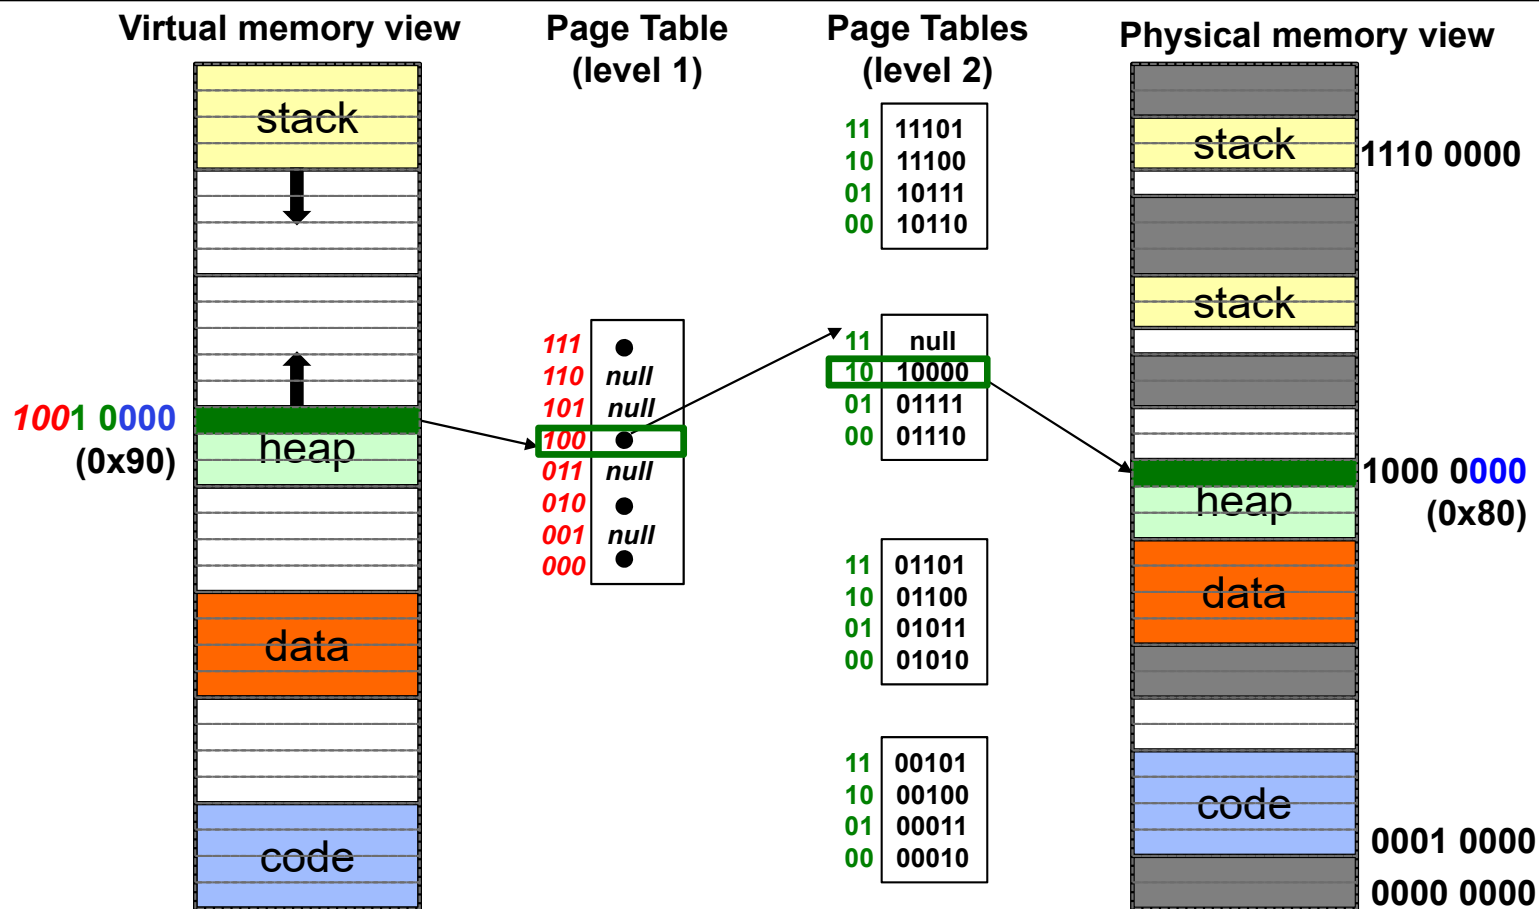 Virtual memory view
Page Table
(level 1)
Page Tables
(level 2)
Physical memory view
stack
1001 0000
(0x90)
heap
data
code
111
110 null
101 null
100
011 null
010
001 null
000
11 11101
10 11100
01 10111
00 10110
11 null
10 10000
01 01111
00 01110
11 01101
10 01100
01 01011
00 01010
11 00101
10 00100
01 00011
00 00010
stack
1110 0000
stack
1000 0000
(0x80)
heap
data
code
0001 0000
0000 0000